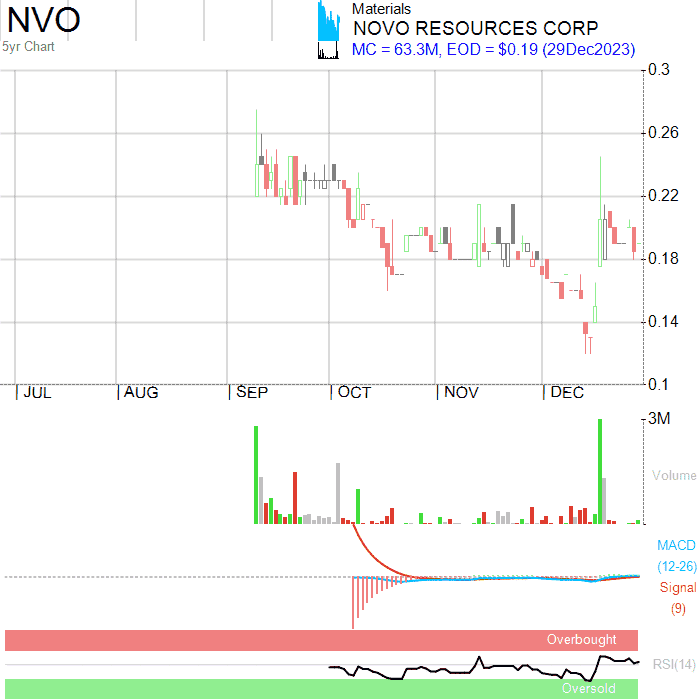 NVO
5yr Chart
Materials
NOVO RESOURCES CORP
MC = 63.3M, EOD = $0.19 (29Dec2023)
0.3
0.26
0.22
0.18
0.14
0.1
JUL AUG SEP OCT NOV DEC
3M
Volume
MACD
(12-26)
Signal
(9)
Overbought
RSI(14)
Oversold